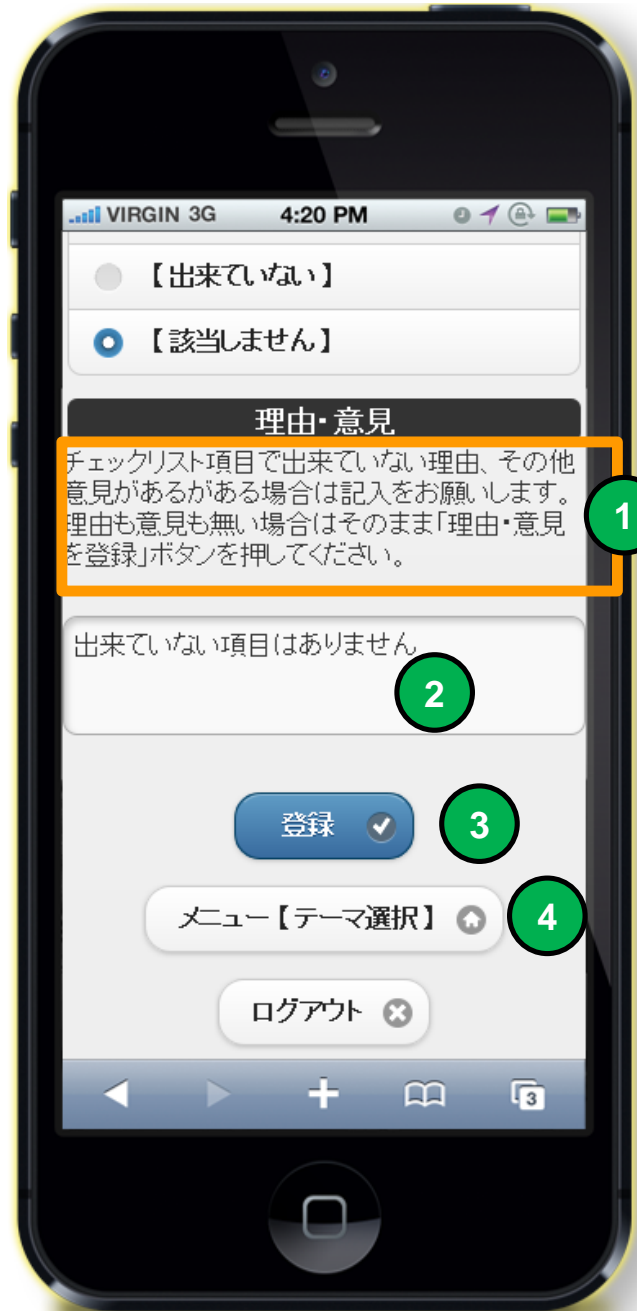 VIRGIN 3G 4:20 PM
【出来ていない】
【該当しません】
理由・意見
チェックリスト項目で出来ていない理由、その他
意見があるがある場合は記入をお願いします。
理由も意見も無い場合はそのまま「理由・意見
を登録」ボタンを押してください。
1
出来ていない項目はありません
2
登録
3
メニュー【テーマ選択】
4
ログアウト
3